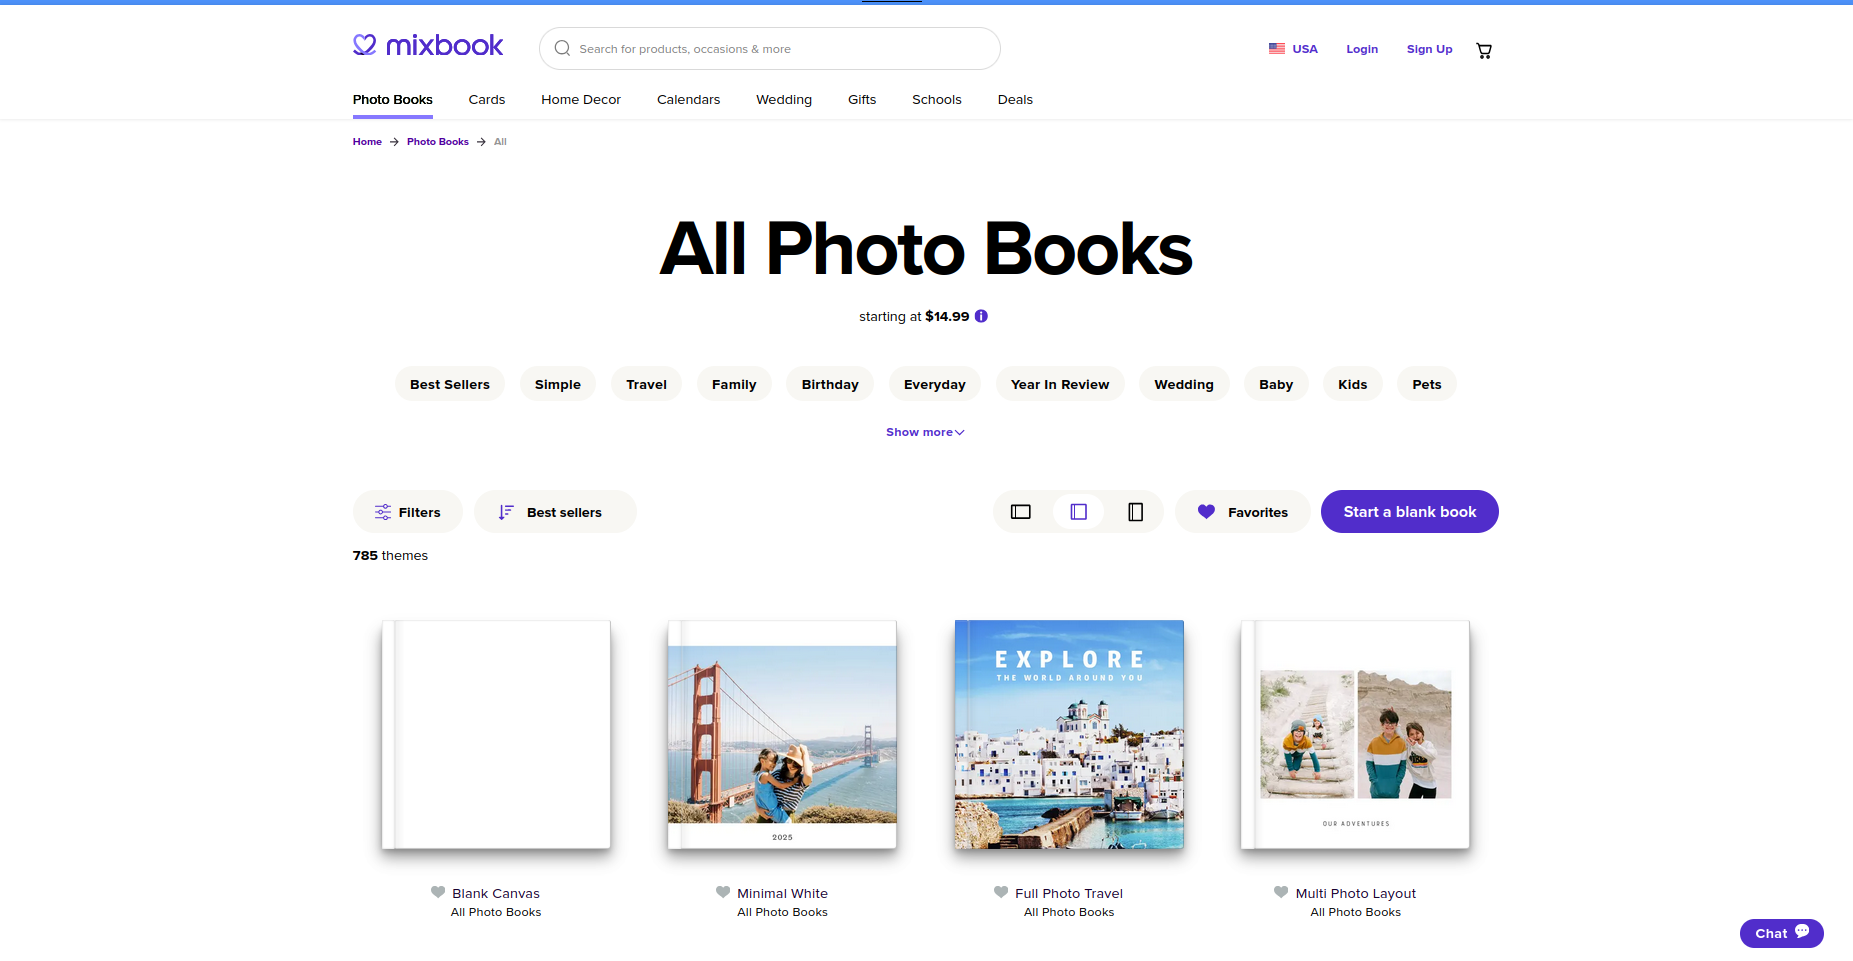 mixbook
Search for products, occasions & more
USA
Login
Sign Up
Photo Books
Cards
Home Decor
Calendars
Wedding
Gifts
Schools
Deals
Home → Photo Books → All
All Photo Books
starting at $14.99
Best Sellers
Simple
Travel
Family
Birthday
Everyday
Year In Review
Wedding
Baby
Kids
Pets
Show more
Filters
Best sellers
Favorites
Start a blank book
785 themes
EXPLORE
THE WORLD AROUND YOU
2025
OUR ADVENTURES
Blank Canvas
All Photo Books
Minimal White
All Photo Books
Full Photo Travel
All Photo Books
Multi Photo Layout
All Photo Books
Chat